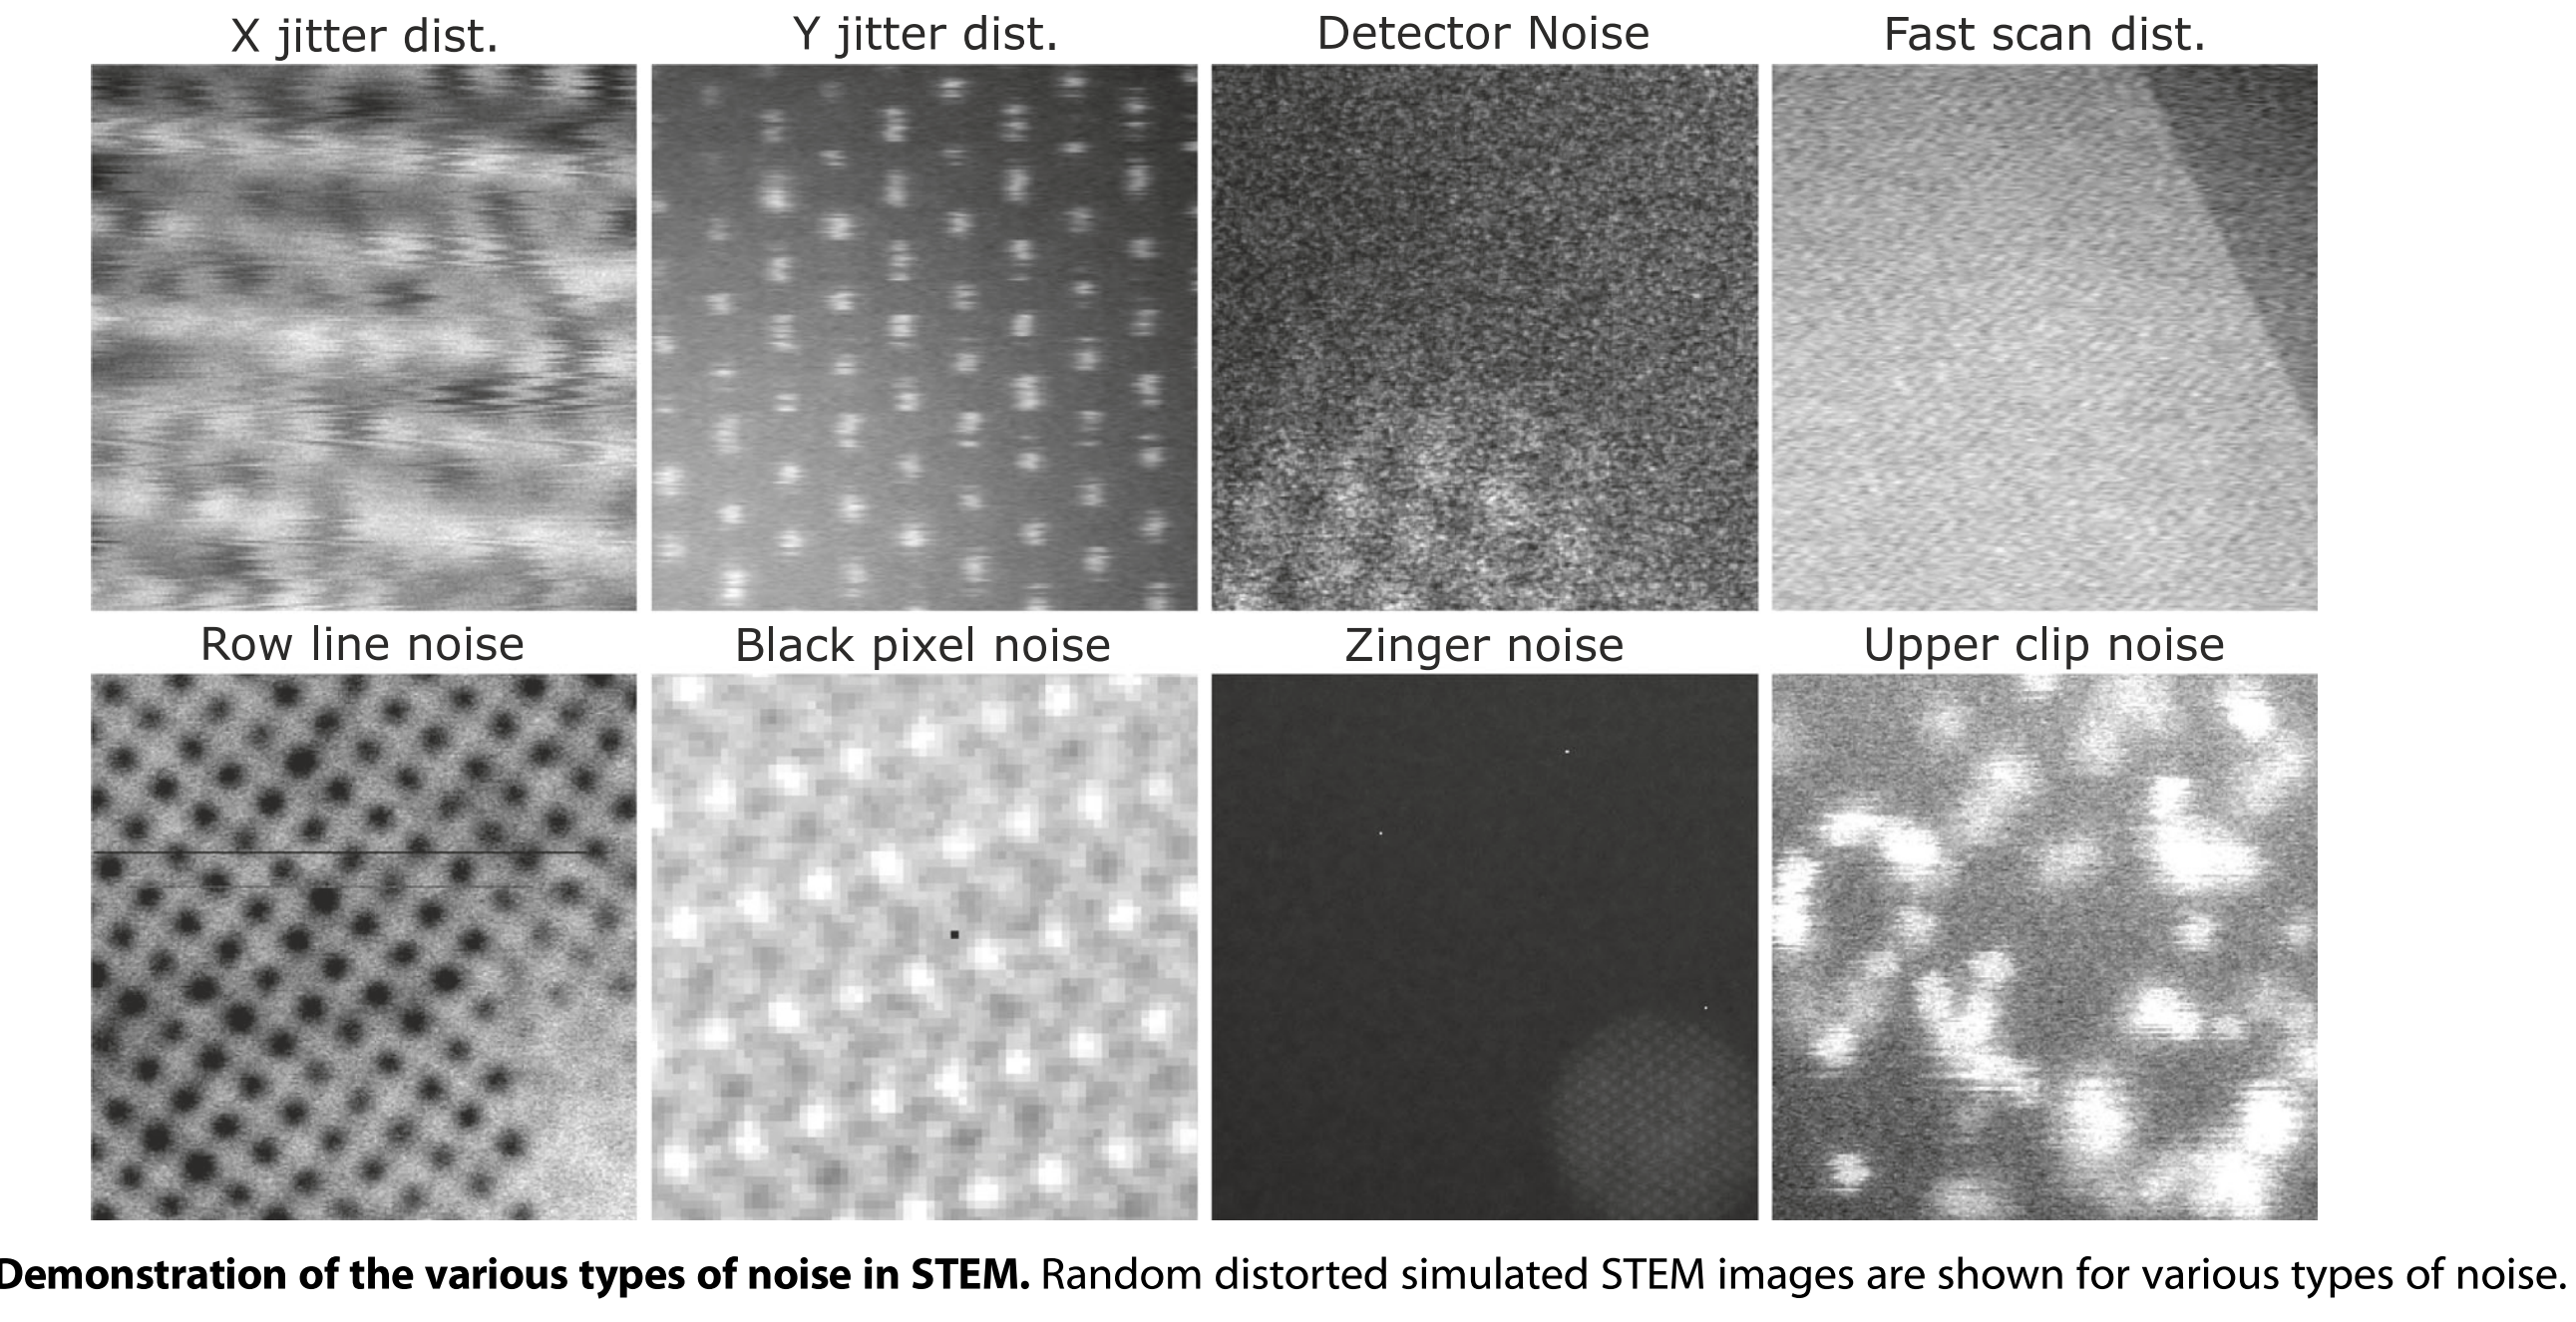 X jitter dist.
Y jitter dist.
Detector Noise
Fast scan dist.
Row line noise
Black pixel noise
Zinger noise
Upper clip noise
Demonstration of the various types of noise in STEM. Random distorted simulated STEM images are shown for various types of noise.